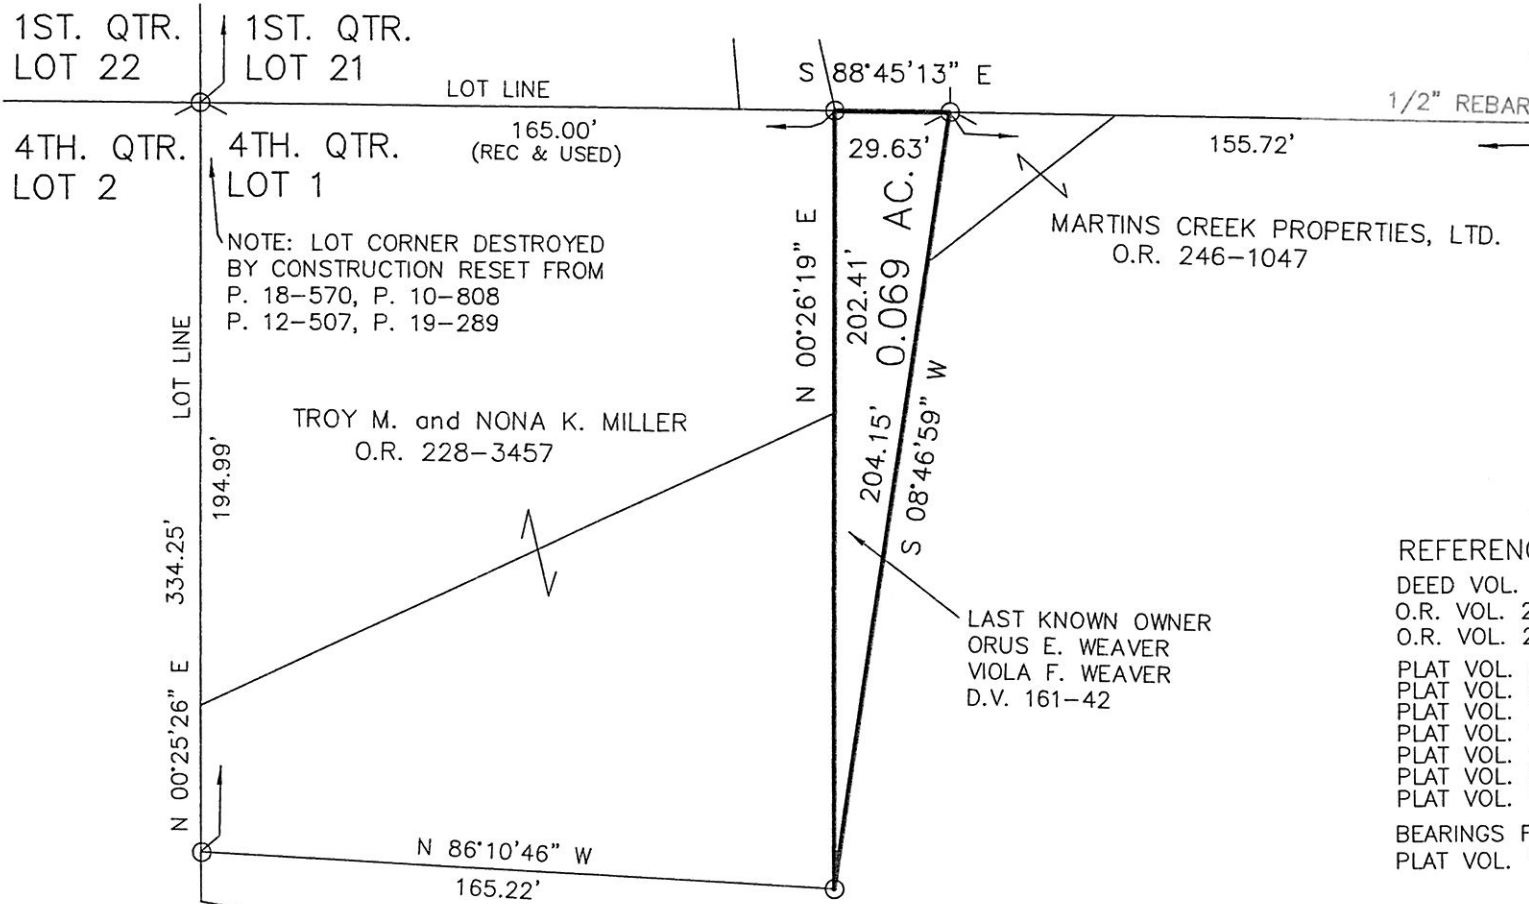 1ST. QTR.
LOT 22
1ST. QTR.
LOT 21
LOT LINE
S 88°45'13" E
1/2" REBAR
4TH. QTR.
LOT 2
4TH. QTR.
LOT 1
165.00'
(REC & USED)
29.63'
155.72'
NOTE: LOT CORNER DESTROYED
BY CONSTRUCTION RESET FROM
P. 18-570, P. 10-808
P. 12-507, P. 19-289
MARTINS CREEK PROPERTIES, LTD.
O.R. 246-1047
N 00°26'19" E
202.41'
0.069 AC.
204.15'
S 08°46'59" W
LOT LINE
194.99'
334.25'
N 00°25'26" E
TROY M. and NONA K. MILLER
O.R. 228-3457
LAST KNOWN OWNER
ORUS E. WEAVER
VIOLA F. WEAVER
D.V. 161-42
N 86°10'46" W
165.22'
REFEREN
DEED VOL.
O.R. VOL. 2
O.R. VOL. 2
PLAT VOL.
PLAT VOL.
PLAT VOL.
PLAT VOL.
PLAT VOL.
PLAT VOL.
PLAT VOL.
BEARINGS F
PLAT VOL.